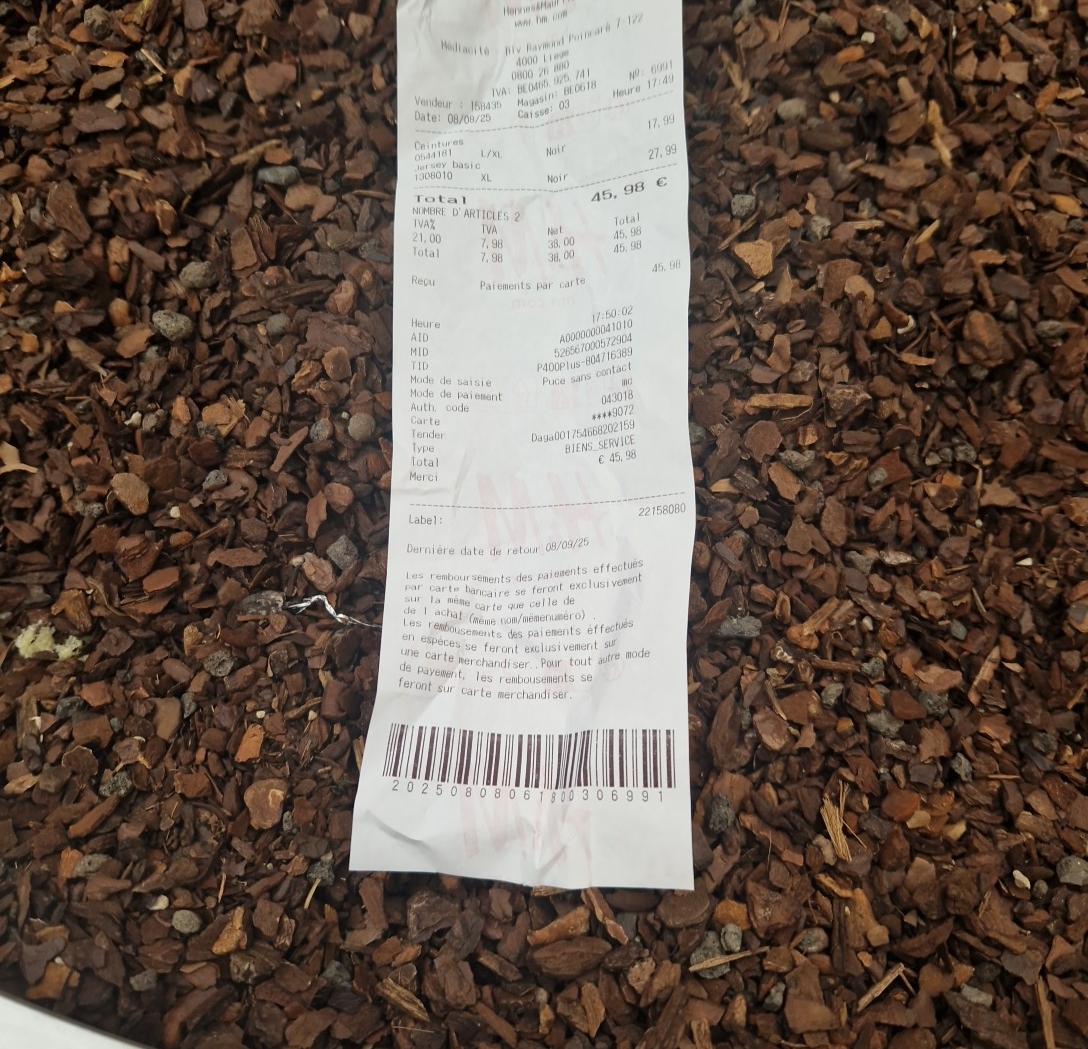 www.hm.com
Médiacité - Blv Raymond Poincaré 7-122
4000 Liege
0800 26 880
IVA: BE0465.925.741
Vendeur : 158435 Magasin: BE0618 Nº: 6991
Date: 08/08/25 Caisse: 03 Heure 17:49
Ceintures 17,99
0544181 L/XL Noir
Jersey basic 27,99
1308010 XL Noir
Total 45,98 €
NOMBRE D'ARTICLES 2
TVA% TVA Net Total
21,00 7,98 38,00 45,98
Total 7,98 38,00 45,98
Reçu Paiements par carte 45,98
Heure 17:50:02
AID A0000000041010
MID 526567000572904
TID P400Plus-804716389
Mode de saisie Puce sans contact
Mode de paiement mc
Auth. code 043018
Carte ****9072
Tender Daga001754668202159
Type BIENS_SERVICE
Total € 45,98
Merci
Label: 22158080
Dernière date de retour 08/09/25
Les remboursements des paiements effectués
par carte bancaire se feront exclusivement
sur la même carte que celle de
de l achat (même nom/mêmenuméro) .
Les rembousements des paiements éffectués
en espèces se feront exclusivement sur
une carte merchandiser..Pour tout autre mode
de payement, les rembousements se
feront sur carte merchandiser.
20250808061800306991